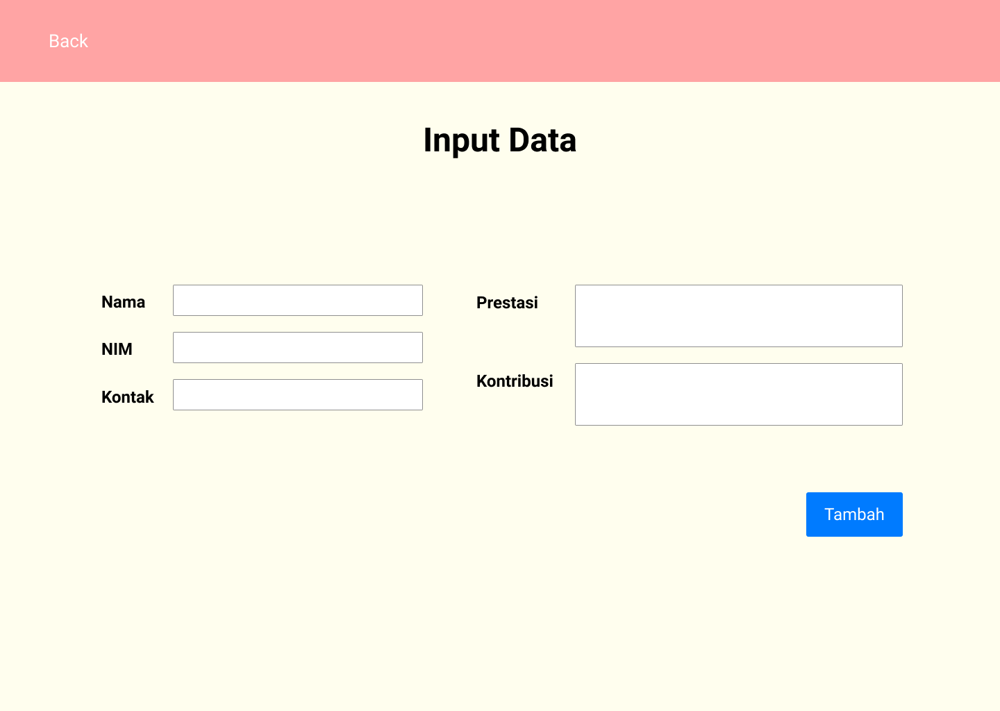 Back
Input Data
Nama
NIM
Kontak
Prestasi
Kontribusi
Tambah